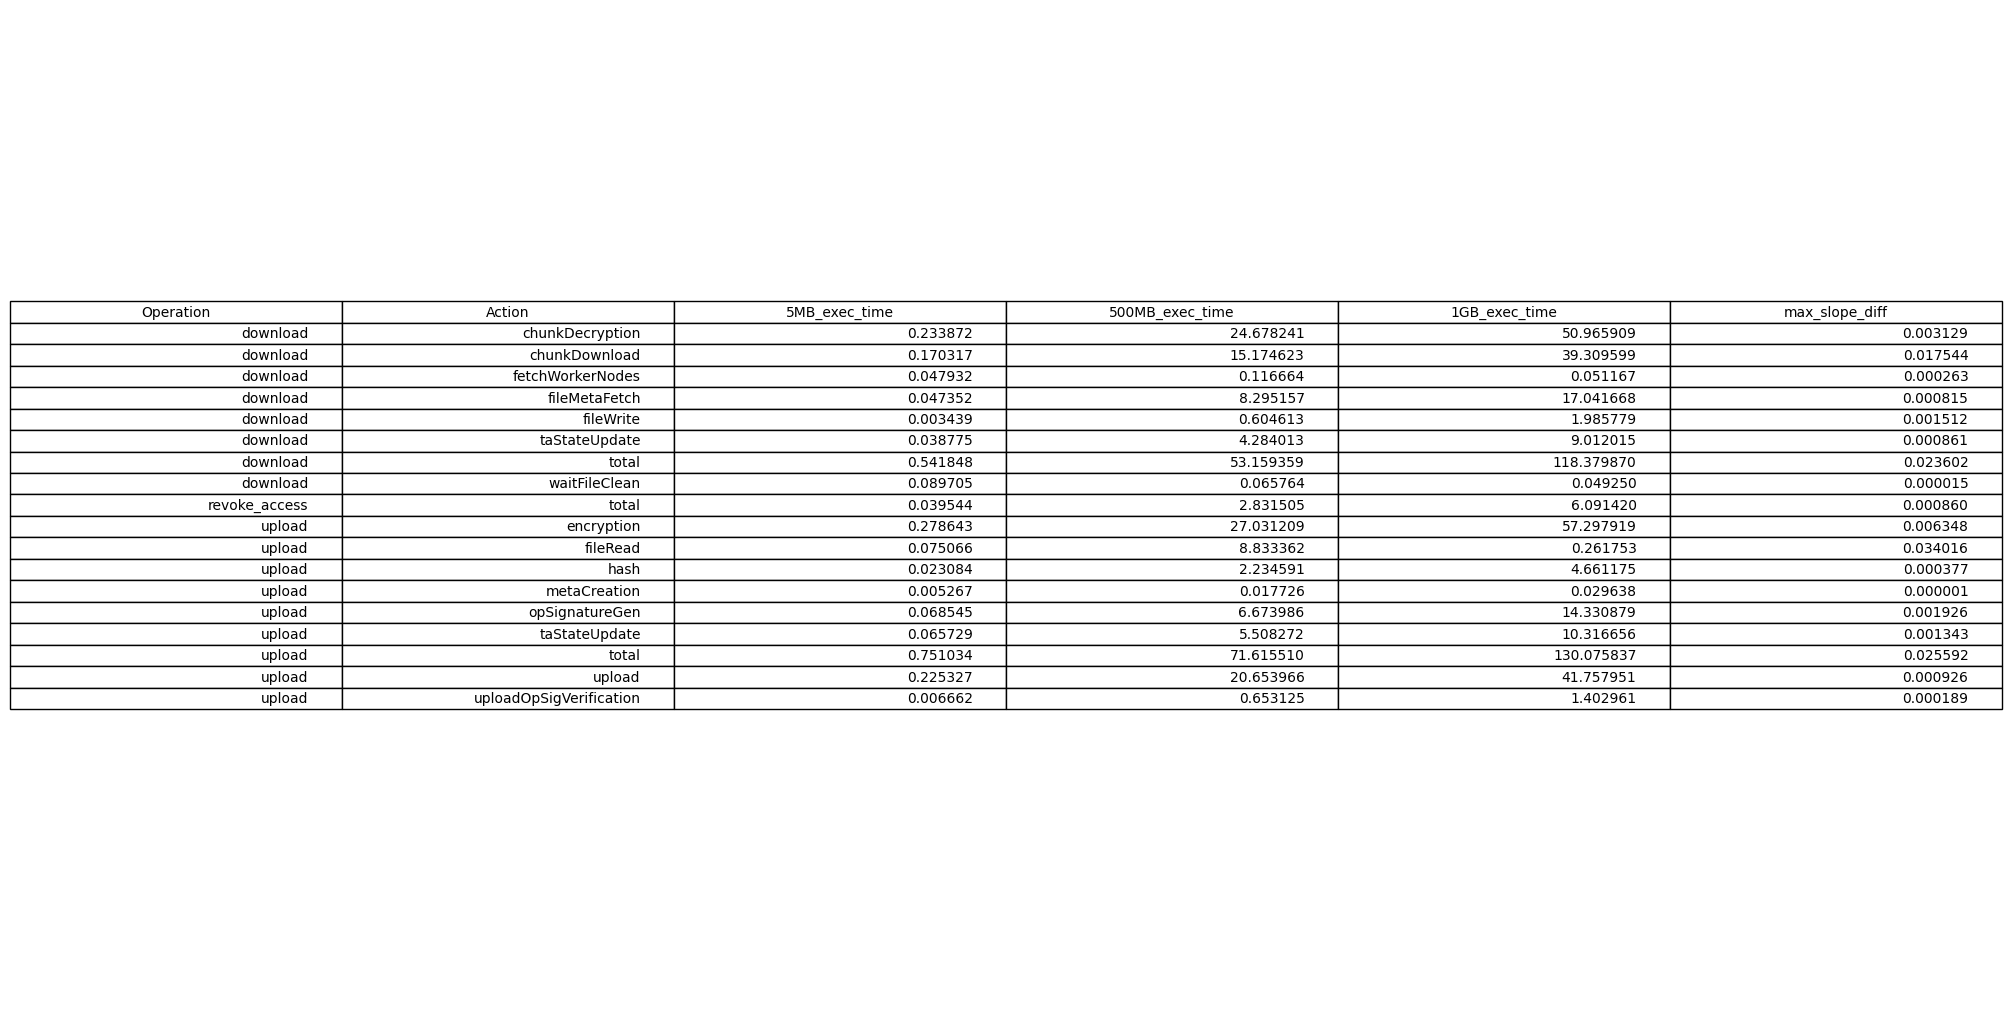 Operation Action 5MB_exec_time 500MB_exec_time 1GB_exec_time max_slope_diff
download chunkDecryption 0.233872 24.678241 50.965909 0.003129
download chunkDownload 0.170317 15.174623 39.309599 0.017544
download fetchWorkerNodes 0.047932 0.116664 0.051167 0.000263
download fileMetaFetch 0.047352 8.295157 17.041668 0.000815
download fileWrite 0.003439 0.604613 1.985779 0.001512
download taStateUpdate 0.038775 4.284013 9.012015 0.000861
download total 0.541848 53.159359 118.379870 0.023602
download waitFileClean 0.089705 0.065764 0.049250 0.000015
revoke_access total 0.039544 2.831505 6.091420 0.000860
upload encryption 0.278643 27.031209 57.297919 0.006348
upload fileRead 0.075066 8.833362 0.261753 0.034016
upload hash 0.023084 2.234591 4.661175 0.000377
upload metaCreation 0.005267 0.017726 0.029638 0.000001
upload opSignatureGen 0.068545 6.673986 14.330879 0.001926
upload taStateUpdate 0.065729 5.508272 10.316656 0.001343
upload total 0.751034 71.615510 130.075837 0.025592
upload upload 0.225327 20.653966 41.757951 0.000926
upload uploadOpSigVerification 0.006662 0.653125 1.402961 0.000189